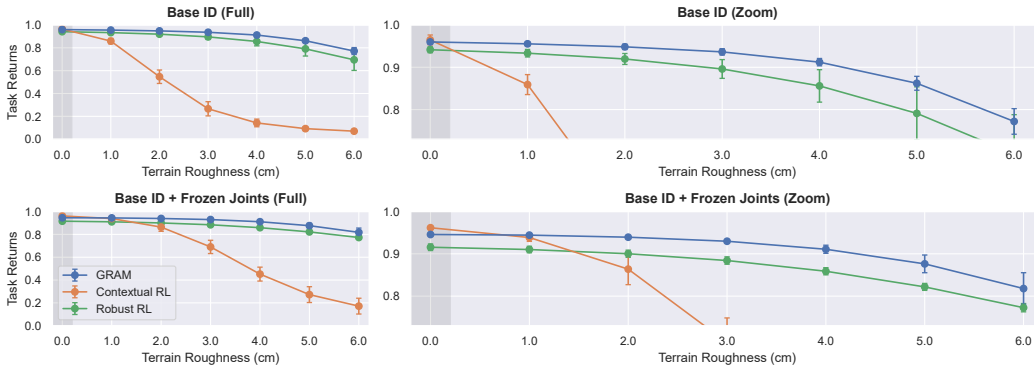 Base ID (Full)
Base ID (Zoom)
Task Returns
1.0
0.8
0.6
0.4
0.2
0.0
1.0
0.9
0.8
0.0 1.0 2.0 3.0 4.0 5.0 6.0
0.0 1.0 2.0 3.0 4.0 5.0 6.0
Terrain Roughness (cm)
Terrain Roughness (cm)
Base ID + Frozen Joints (Full)
Base ID + Frozen Joints (Zoom)
Task Returns
1.0
0.8
0.6
0.4
0.2
0.0
GRAM
Contextual RL
Robust RL
1.0
0.9
0.8
0.0 1.0 2.0 3.0 4.0 5.0 6.0
0.0 1.0 2.0 3.0 4.0 5.0 6.0
Terrain Roughness (cm)
Terrain Roughness (cm)